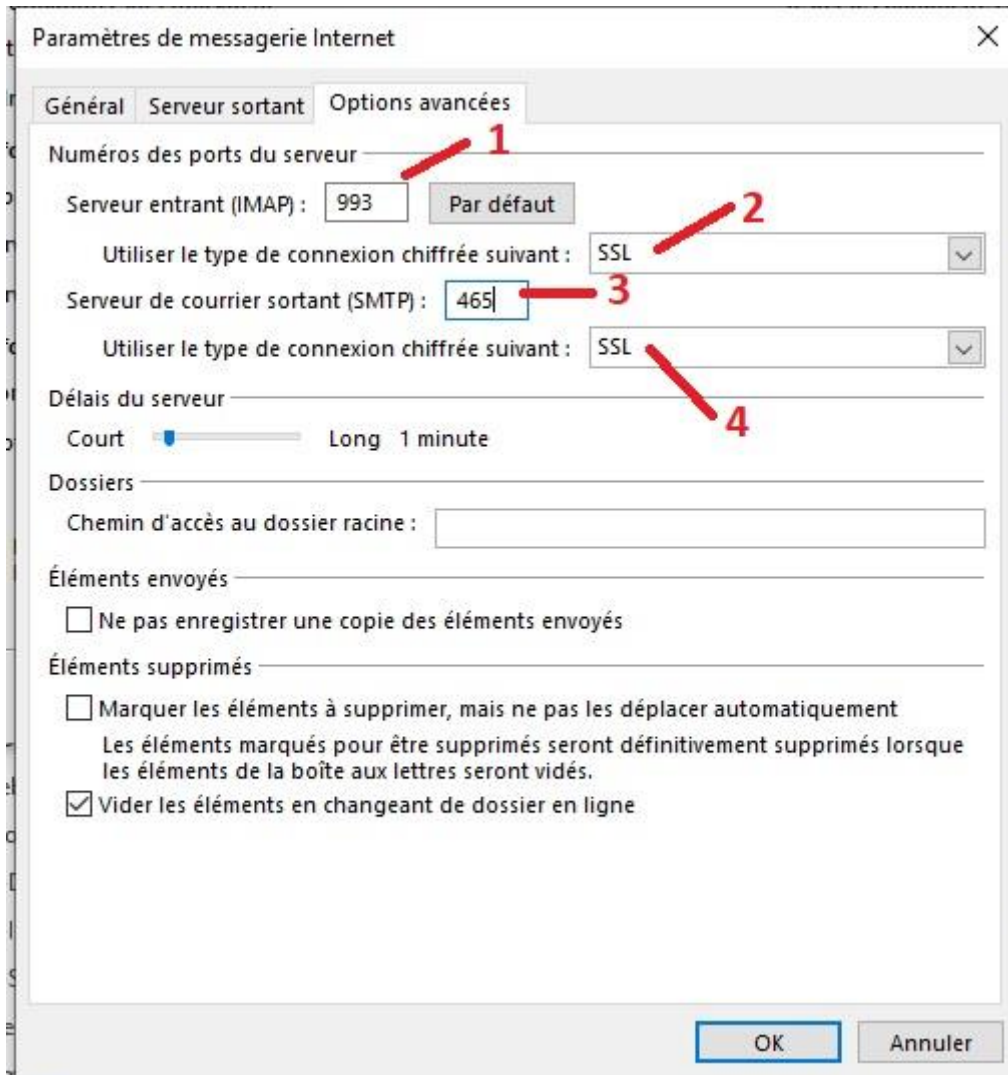 Paramètres de messagerie Internet
Général Serveur sortant Options avancées
Numéros des ports du serveur
1
Serveur entrant (IMAP) : 993 Par défaut
2
Utiliser le type de connexion chiffrée suivant : SSL
Serveur de courrier sortant (SMTP) : 465 3
Utiliser le type de connexion chiffrée suivant : SSL
4
Délais du serveur
Court Long 1 minute
Dossiers
Chemin d'accès au dossier racine :
Éléments envoyés
Ne pas enregistrer une copie des éléments envoyés
Éléments supprimés
Marquer les éléments à supprimer, mais ne pas les déplacer automatiquement
Les éléments marqués pour être supprimés seront définitivement supprimés lorsque
les éléments de la boîte aux lettres seront vidés.
Vider les éléments en changeant de dossier en ligne
OK Annuler